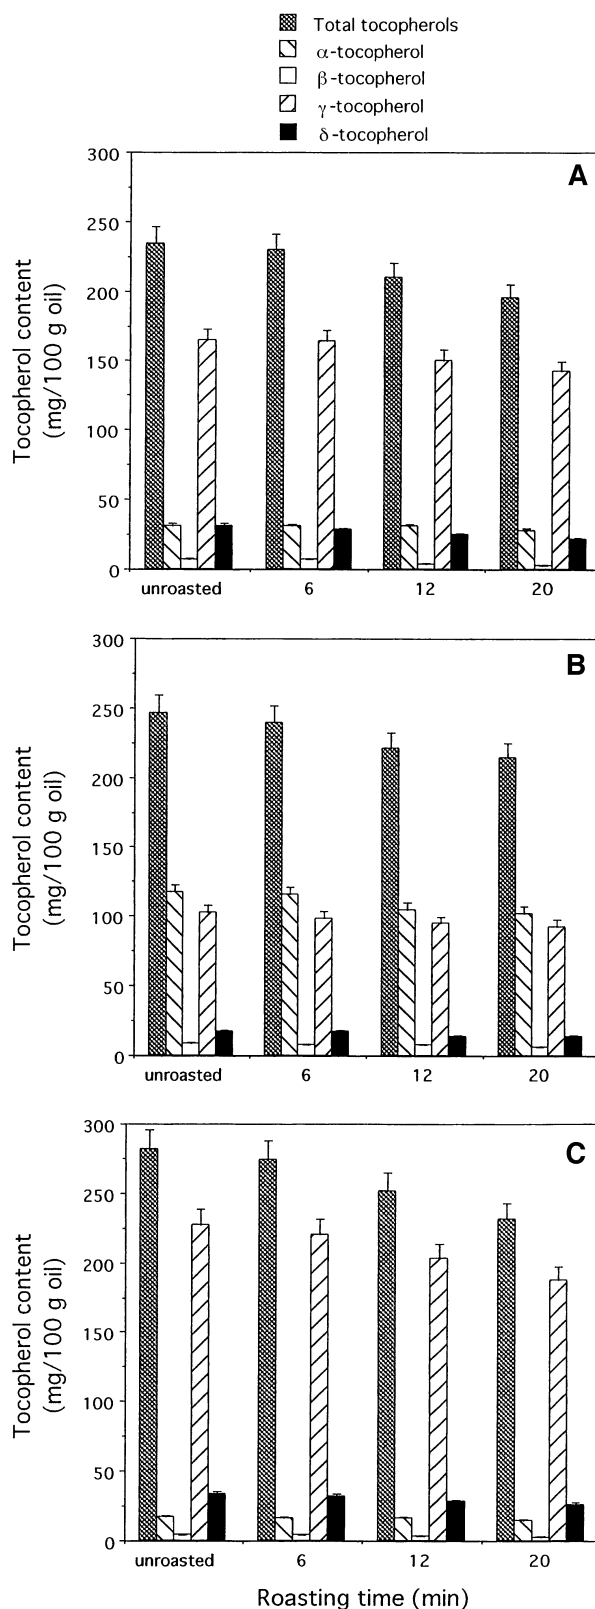 Total tocopherols
α-tocopherol
β-tocopherol
γ-tocopherol
δ-tocopherol
A
300
250
200
150
100
50
0
Tocopherol content
(mg/100 g oil)
unroasted 6 12 20
B
300
250
200
150
100
50
0
Tocopherol content
(mg/100 g oil)
unroasted 6 12 20
C
300
250
200
150
100
50
0
Tocopherol content
(mg/100 g oil)
unroasted 6 12 20
Roasting time (min)